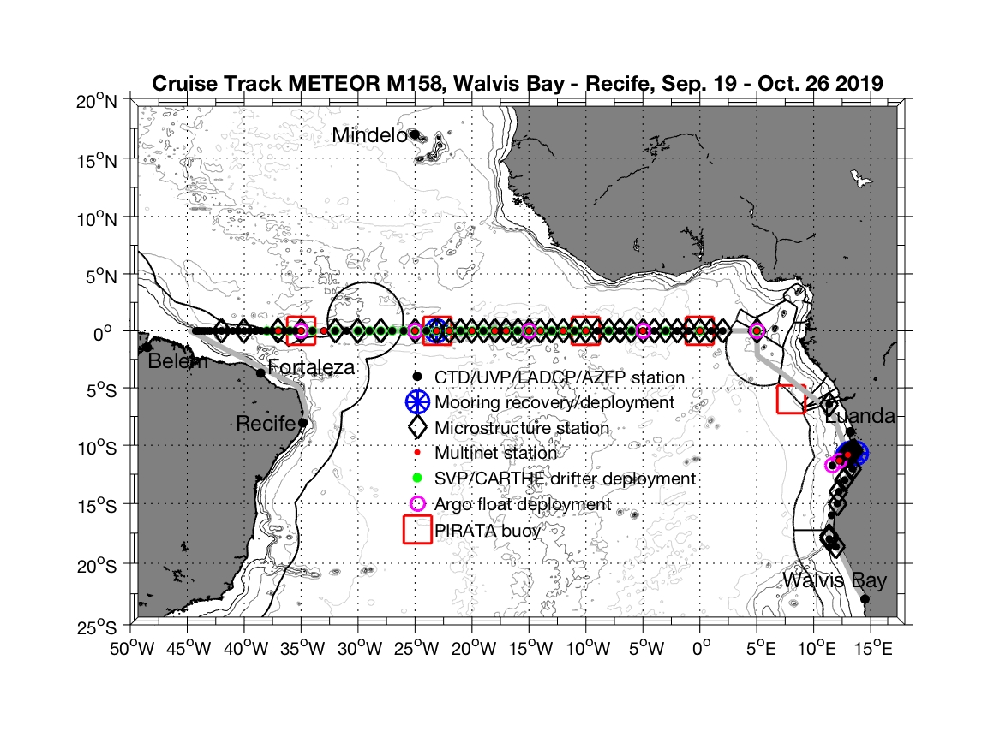 Cruise Track METEOR M158, Walvis Bay - Recife, Sep. 19 - Oct. 26 2019
20°N
Mindelo
15°N
10°N
5°N
0°
Belem
Fortaleza
CTD/UVP/LADCP/AZFP station
5°S
Mooring recovery/deployment
Luanda
Recife
Microstructure station
10°S
Multinet station
SVP/CARTHE drifter deployment
Argo float deployment
15°S
PIRATA buoy
20°S
Walvis Bay
25°S
50°W 45°W 40°W 35°W 30°W 25°W 20°W 15°W 10°W 5°W 0° 5°E 10°E 15°E